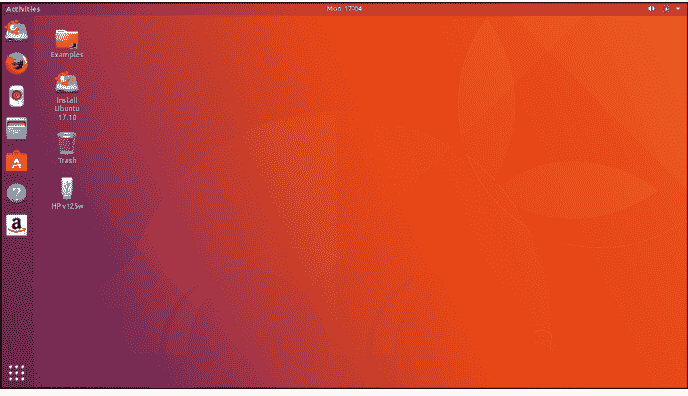 Activities
Mon 17:04
Examples
Install
Ubuntu
17.10
Trash
HP v125w